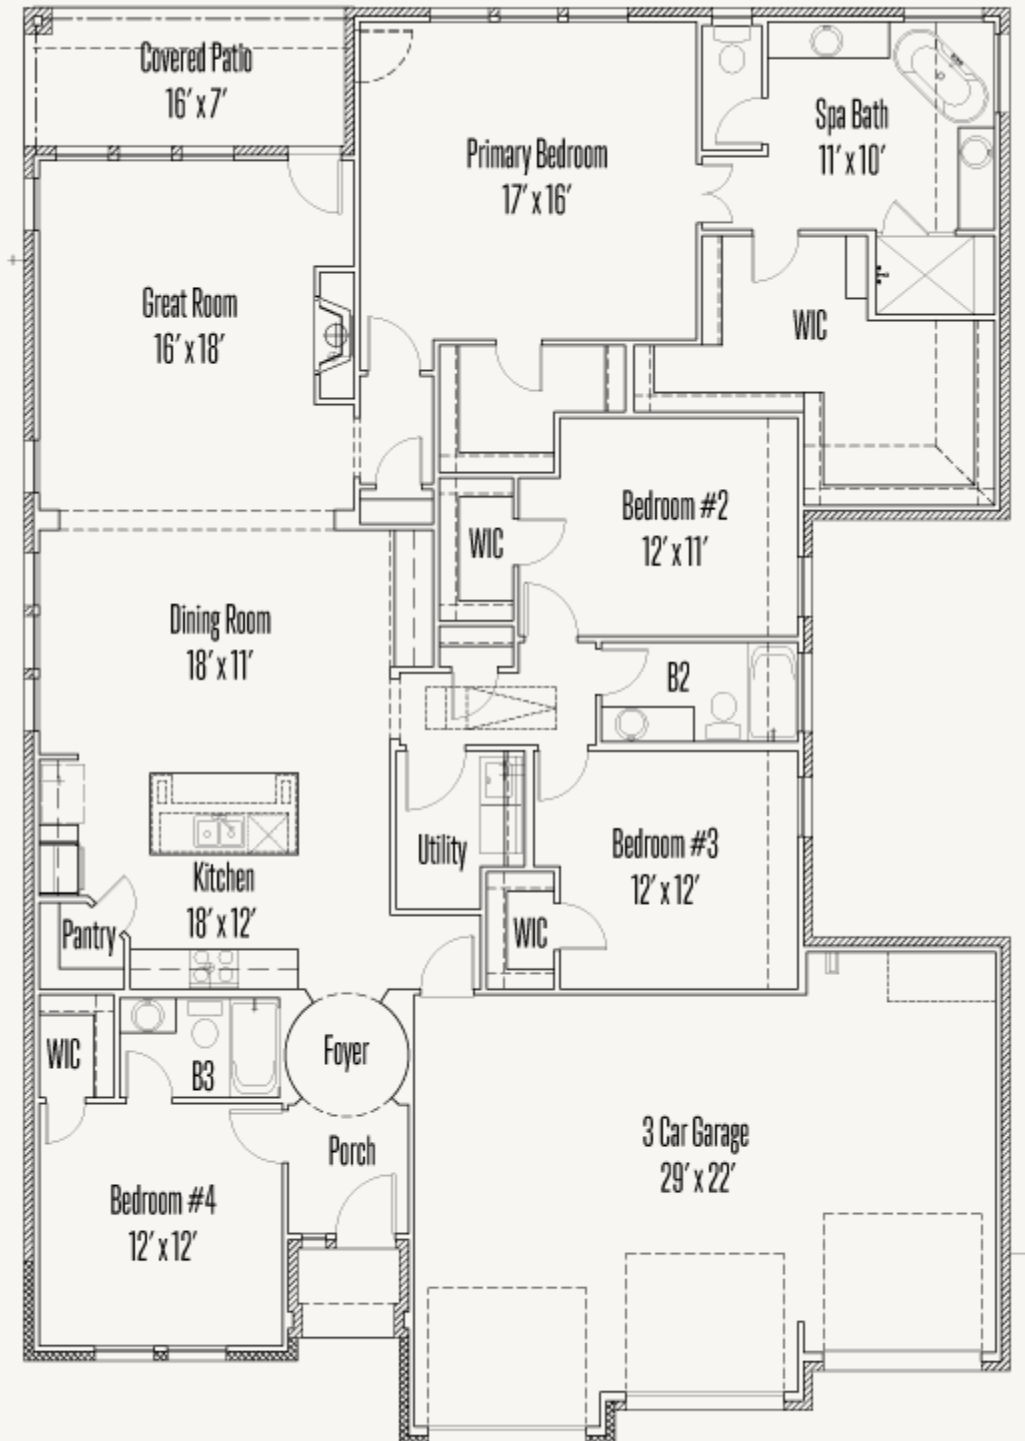 Covered Patio
16' x 7'
Primary Bedroom
17' x 16'
Spa Bath
11' x 10'
Great Room
16' x 18'
WIC
Bedroom #2
12' x 11'
WIC
Dining Room
18' x 11'
B2
Utility
Bedroom #3
12' x 12'
Kitchen
18' x 12'
Pantry
WIC
WIC
B3
Foyer
Porch
3 Car Garage
29' x 22'
Bedroom #4
12' x 12'